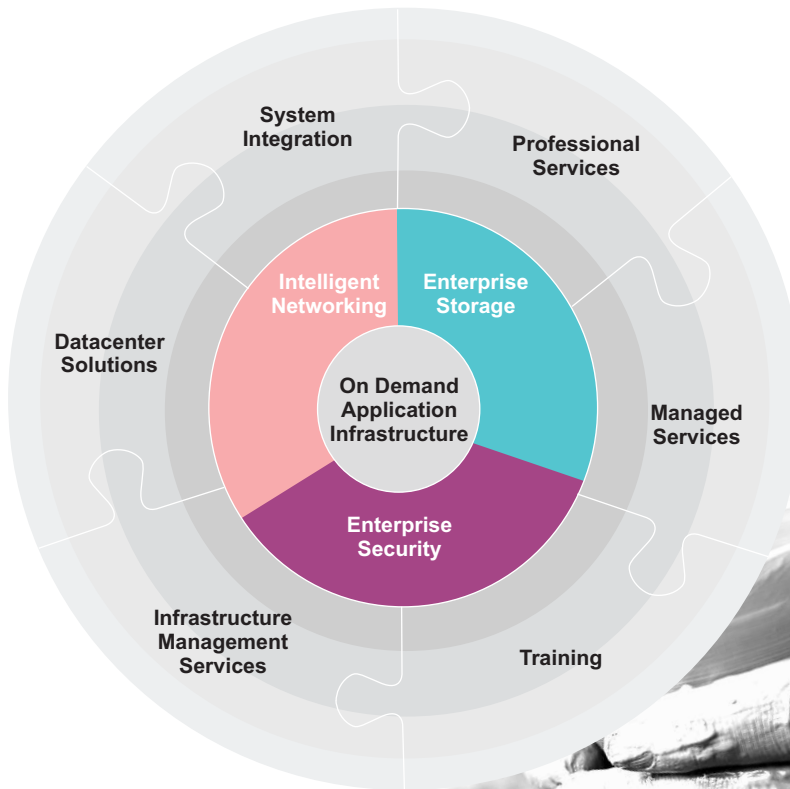 System
Integration
Professional
Services
Intelligent
Networking
Enterprise
Storage
Datacenter
Solutions
On Demand
Application
Infrastructure
Managed
Services
Enterprise
Security
Infrastructure
Management
Services
Training